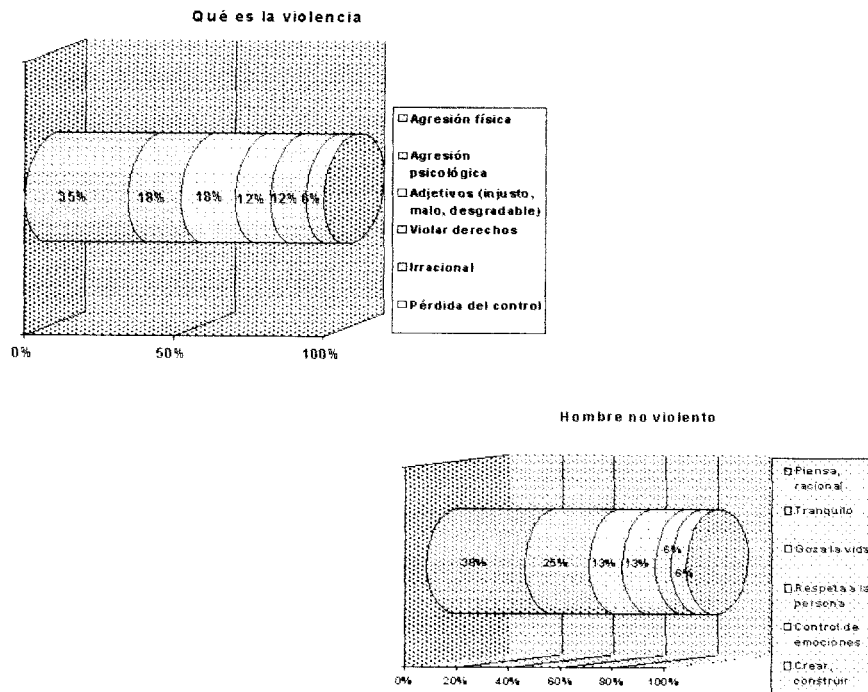 Qué es la violencia
35%
18%
18%
12%
12%
6%
Agresión física
Agresión
psicológica
Adjetivos (injusto,
malo, desgradable)
Violar derechos
Irracional
Pérdida del control
0%
50%
100%
Hombre no violento
38%
25%
13%
13%
6%
6%
Piensa,
racional
Tranquilo
Goza la vida
Respeta a la
persona
Control de
emociones
Crear,
construir
0%
20%
40%
60%
80%
100%